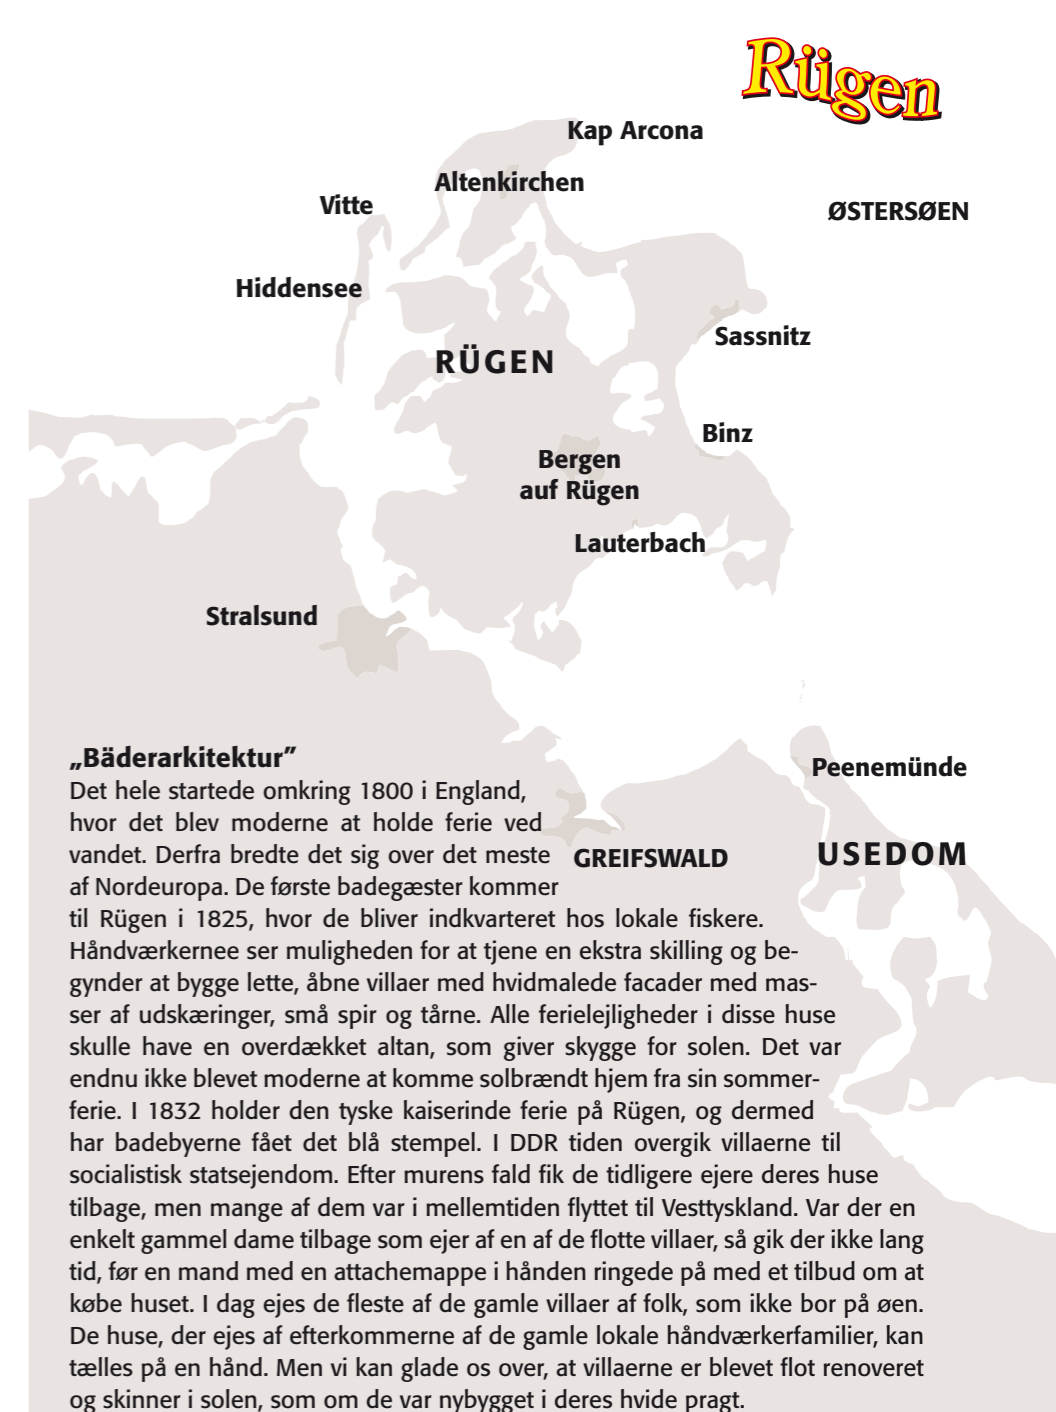 Rügen
Kap Arcona
Altenkirchen
Vitte
ØSTERSØEN
Hiddensee
Sassnitz
RÜGEN
Binz
Bergen
auf Rügen
Lauterbach
Stralsund
Peenemünde
GREIFSWALD
USEDOM
„Bäderarkitektur”
Det hele startede omkring 1800 i England,
hvor det blev moderne at holde ferie ved
vandet. Derfra bredte det sig over det meste
af Nordeuropa. De første badegæster kommer
til Rügen i 1825, hvor de bliver indkvarteret hos lokale fiskere.
Håndværkernee ser muligheden for at tjene en ekstra skilling og be-
gynder at bygge lette, åbne villaer med hvidmalede facader med mas-
ser af udskæringer, små spir og tårne. Alle ferielejligheder i disse huse
skulle have en overdækket altan, som giver skygge for solen. Det var
endnu ikke blevet moderne at komme solbrændt hjem fra sin sommer-
ferie. I 1832 holder den tyske kaiserinde ferie på Rügen, og dermed
har badebyerne fået det blå stempel. I DDR tiden overgik villaerne til
socialistisk statsejendom. Efter murens fald fik de tidligere ejere deres huse
tilbage, men mange af dem var i mellemtiden flyttet til Vesttyskland. Var der en
enkelt gammel dame tilbage som ejer af en af de flotte villaer, så gik der ikke lang
tid, før en mand med en attachemappe i hånden ringede på med et tilbud om at
købe huset. I dag ejes de fleste af de gamle villaer af folk, som ikke bor på øen.
De huse, der ejes af efterkommerne af de gamle lokale håndværkerfamilier, kan
tælles på en hånd. Men vi kan glade os over, at villaerne er blevet flot renoveret
og skinner i solen, som om de var nybygget i deres hvide pragt.